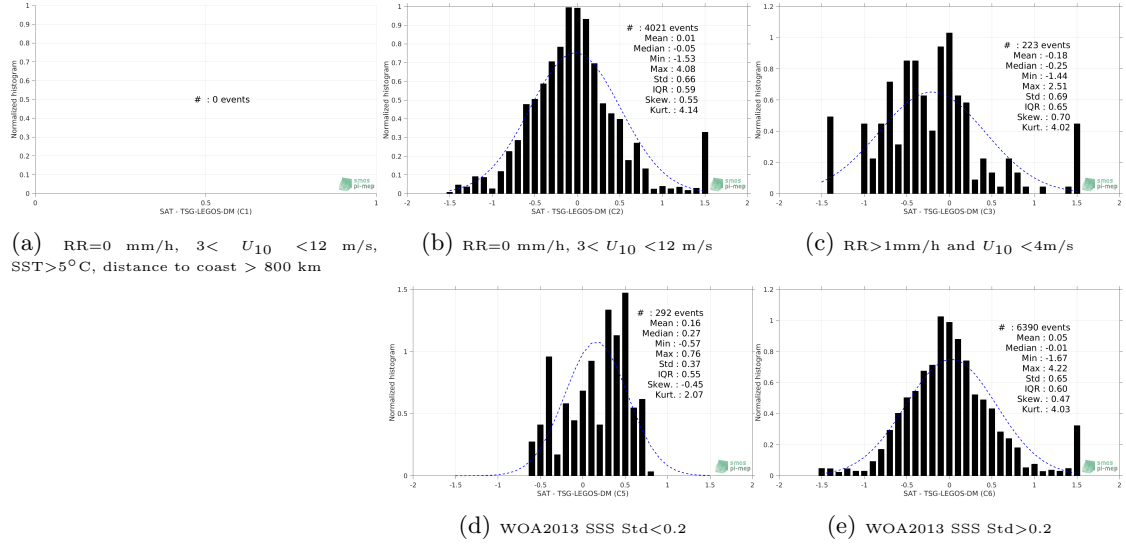 Normalized histogram
1
0.9
0.8
0.7
0.6
0.5
0.4
0.3
0.2
0.1
0
0 0.5 1
# : 0 events
smos
pi-mep
SAT - TSG-LEGOS-DM (C1)
(a) RR=0 mm/h, 3< U10 <12 m/s,
SST>5°C, distance to coast > 800 km
Normalized histogram
1
0.9
0.8
0.7
0.6
0.5
0.4
0.3
0.2
0.1
0
-2 -1.5 -1 -0.5 0 0.5 1 1.5 2
# : 4021 events
Mean : 0.01
Median : -0.05
Min : -1.53
Max : 4.08
Std : 0.66
IQR : 0.59
Skew. : 0.55
Kurt. : 4.14
smos
pi-mep
SAT - TSG-LEGOS-DM (C2)
(b) RR=0 mm/h, 3< U10 <12 m/s
Normalized histogram
1.2
1
0.8
0.6
0.4
0.2
0
-2 -1.5 -1 -0.5 0 0.5 1 1.5 2
# : 223 events
Mean : -0.18
Median : -0.25
Min : -1.44
Max : 2.51
Std : 0.69
IQR : 0.65
Skew. : 0.70
Kurt. : 4.02
smos
pi-mep
SAT - TSG-LEGOS-DM (C3)
(c) RR>1mm/h and U10 <4m/s
Normalized histogram
1.5
1
0.5
0
-2 -1.5 -1 -0.5 0 0.5 1 1.5 2
# : 292 events
Mean : 0.16
Median : 0.27
Min : -0.57
Max : 0.76
Std : 0.37
IQR : 0.55
Skew. : -0.45
Kurt. : 2.07
smos
pi-mep
SAT - TSG-LEGOS-DM (C5)
(d) WOA2013 SSS Std<0.2
Normalized histogram
1.2
1
0.8
0.6
0.4
0.2
0
-2 -1.5 -1 -0.5 0 0.5 1 1.5 2
# : 6390 events
Mean : 0.05
Median : -0.01
Min : -1.67
Max : 4.22
Std : 0.65
IQR : 0.60
Skew. : 0.47
Kurt. : 4.03
smos
pi-mep
SAT - TSG-LEGOS-DM (C6)
(e) WOA2013 SSS Std>0.2